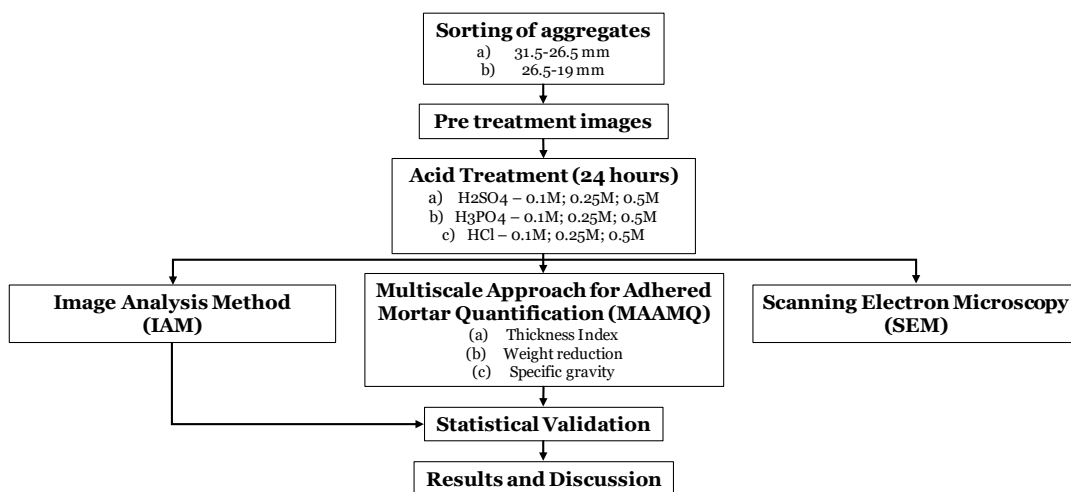 Sorting of aggregates
a) 31.5-26.5 mm
b) 26.5-19 mm
Pre treatment images
Acid Treatment (24 hours)
a) H2SO4 – 0.1M; 0.25M; 0.5M
b) H3PO4 – 0.1M; 0.25M; 0.5M
c) HCl – 0.1M; 0.25M; 0.5M
Image Analysis Method
(IAM)
Multiscale Approach for Adhered
Mortar Quantification (MAAMQ)
(a) Thickness Index
(b) Weight reduction
(c) Specific gravity
Scanning Electron Microscopy
(SEM)
Statistical Validation
Results and Discussion